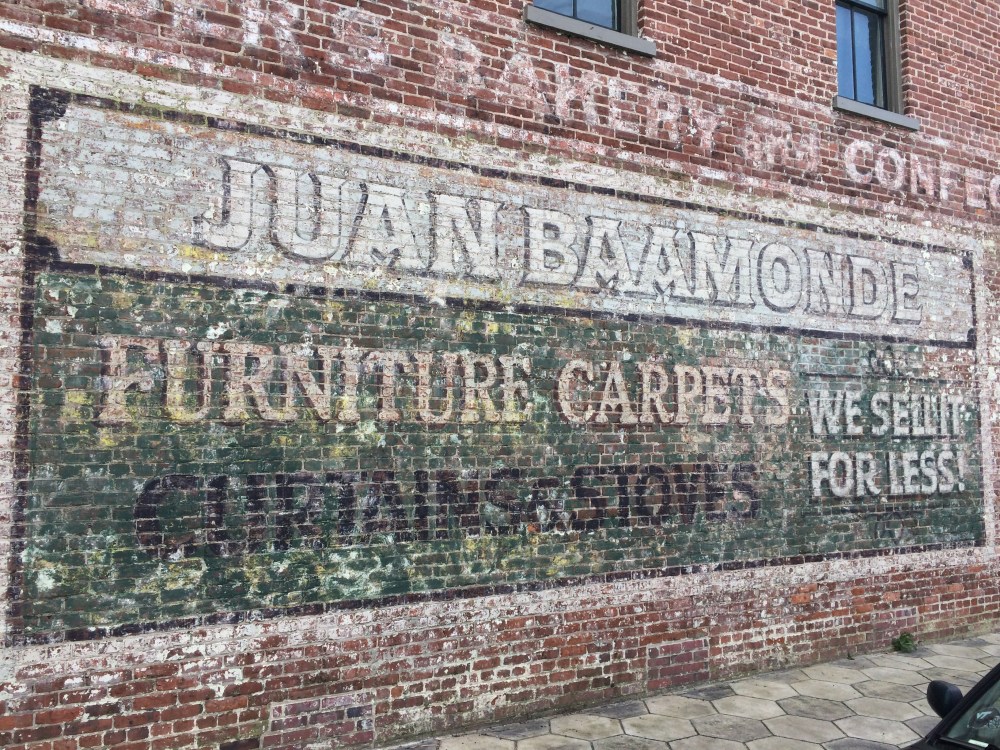 BAKERY AND CONFEC
JUAN BAAMONDE
FURNITURE CARPETS
CURTAINS & STOVES
WE SELL IT
FOR LESS!